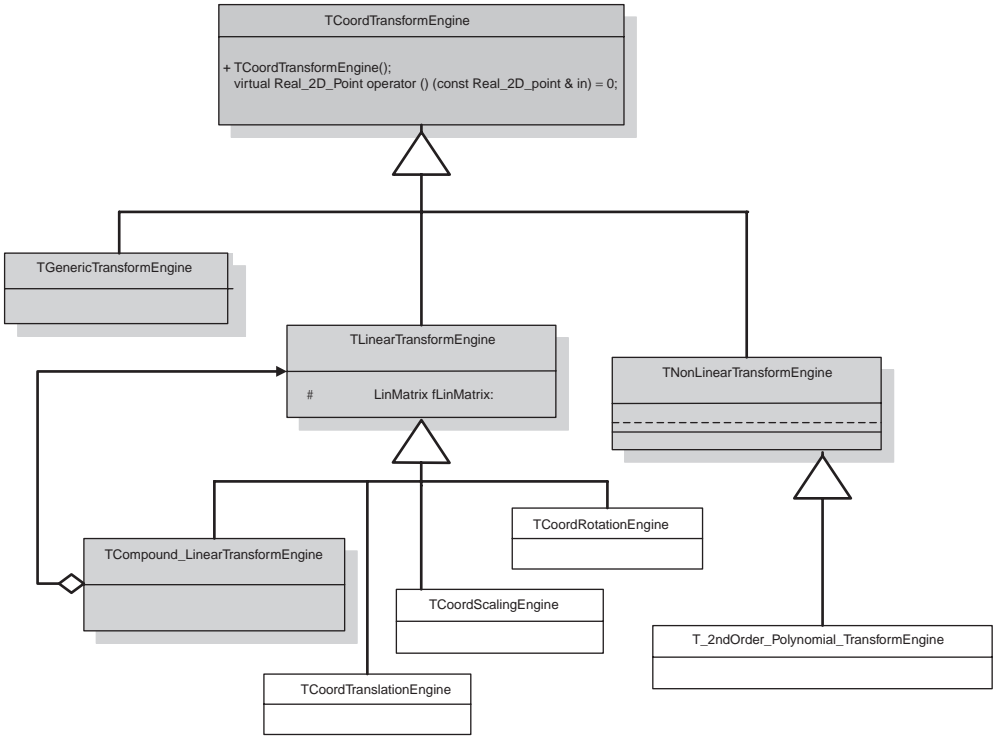 TCoordTransformEngine
+ TCoordTransformEngine();
virtual Real_2D_Point operator () (const Real_2D_point & in) = 0;
TGenericTransformEngine
TLinearTransformEngine
# LinMatrix fLinMatrix:
TNonLinearTransformEngine
TCompound_LinearTransformEngine
TCoordRotationEngine
TCoordScalingEngine
T_2ndOrder_Polynomial_TransformEngine
TCoordTranslationEngine